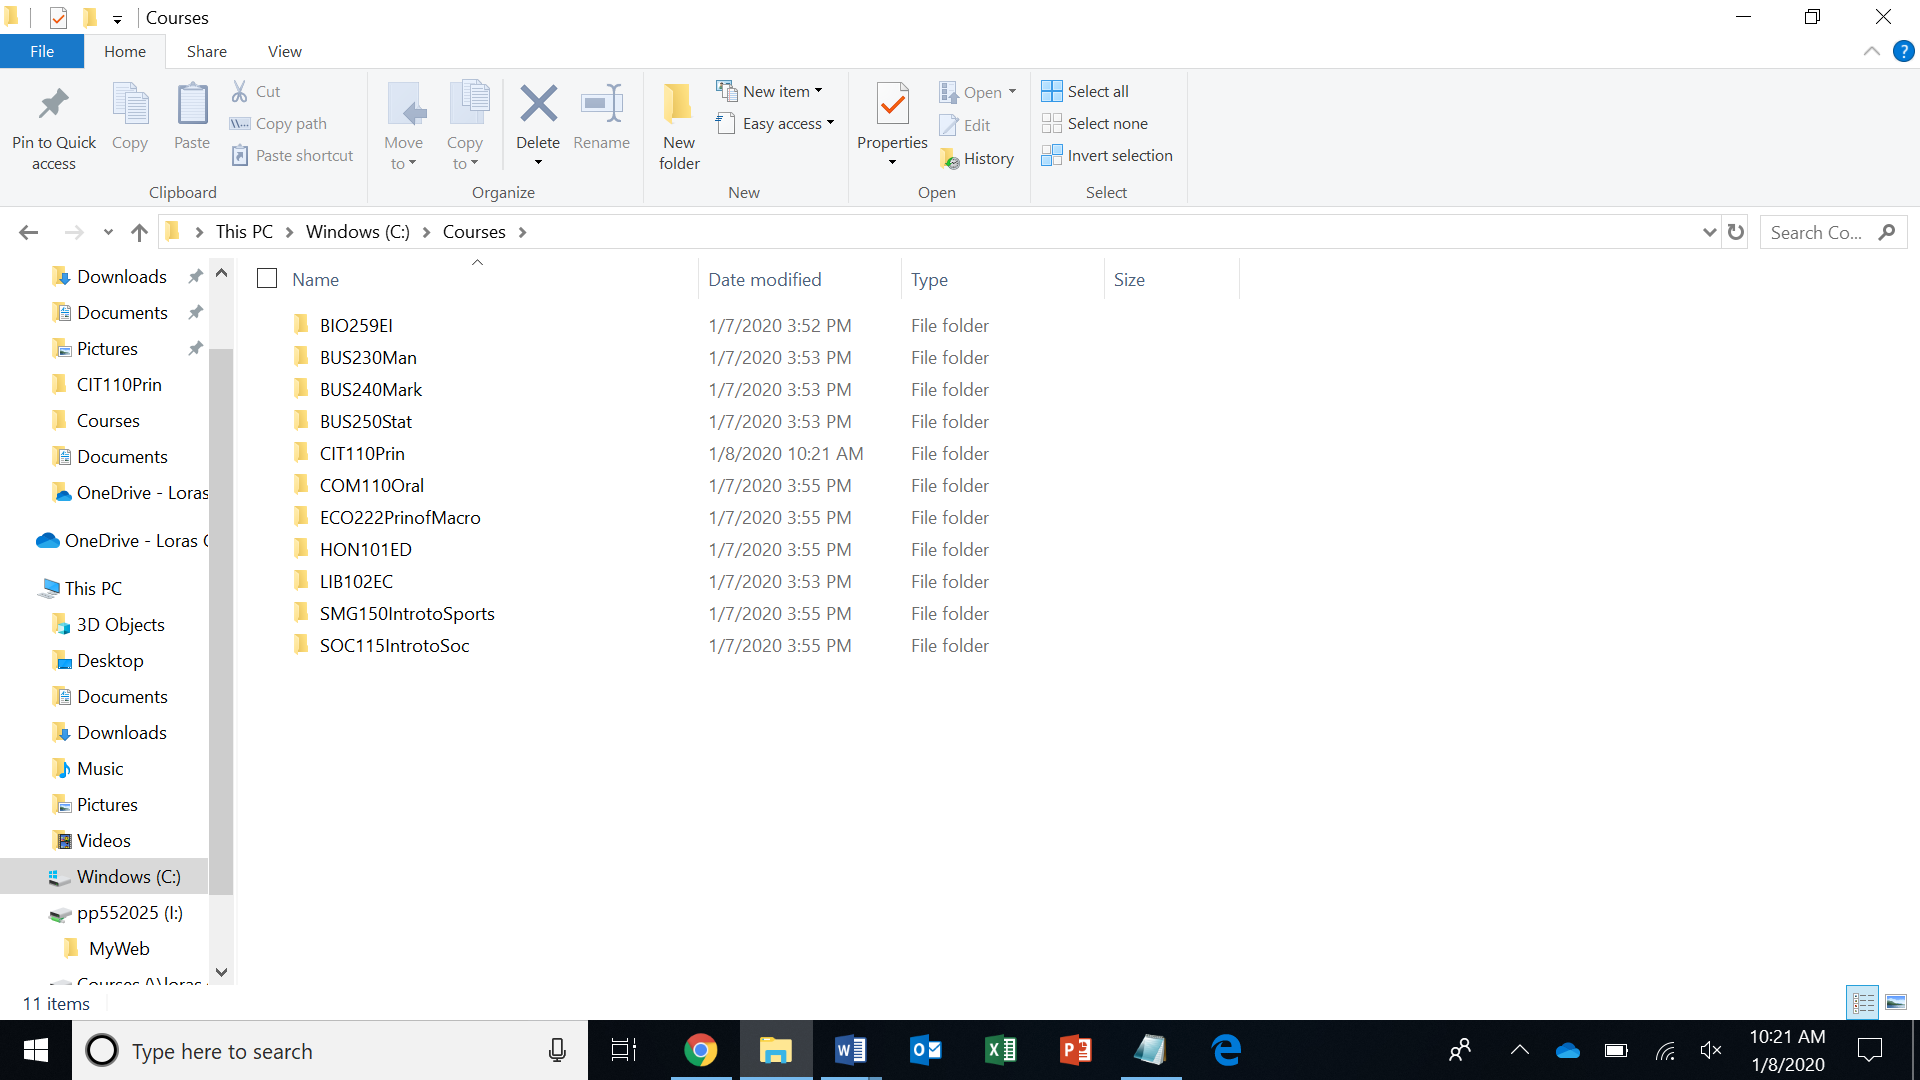 Courses
File Home Share View
Pin to Quick access
Copy
Paste
Cut
Copy path
Paste shortcut
Clipboard
Move to
Copy to
Delete
Rename
Organize
New folder
New item
Easy access
New
Properties
Open
Edit
History
Open
Select all
Select none
Invert selection
Select
This PC Windows (C:) Courses
Search Co...
Downloads
Documents
Pictures
CIT110Prin
Courses
Documents
OneDrive - Loras
OneDrive - Loras
This PC
3D Objects
Desktop
Documents
Downloads
Music
Pictures
Videos
Windows (C:)
pp552025 (I:)
MyWeb
Courses (\\loras
Name Date modified Type Size
BIO259EI 1/7/2020 3:52 PM File folder
BUS230Man 1/7/2020 3:53 PM File folder
BUS240Mark 1/7/2020 3:53 PM File folder
BUS250Stat 1/7/2020 3:53 PM File folder
CIT110Prin 1/8/2020 10:21 AM File folder
COM110Oral 1/7/2020 3:55 PM File folder
ECO222PrinofMacro 1/7/2020 3:55 PM File folder
HON101ED 1/7/2020 3:55 PM File folder
LIB102EC 1/7/2020 3:53 PM File folder
SMG150IntrotoSports 1/7/2020 3:55 PM File folder
SOC115IntrotoSoc 1/7/2020 3:55 PM File folder
11 items
Type here to search
10:21 AM
1/8/2020